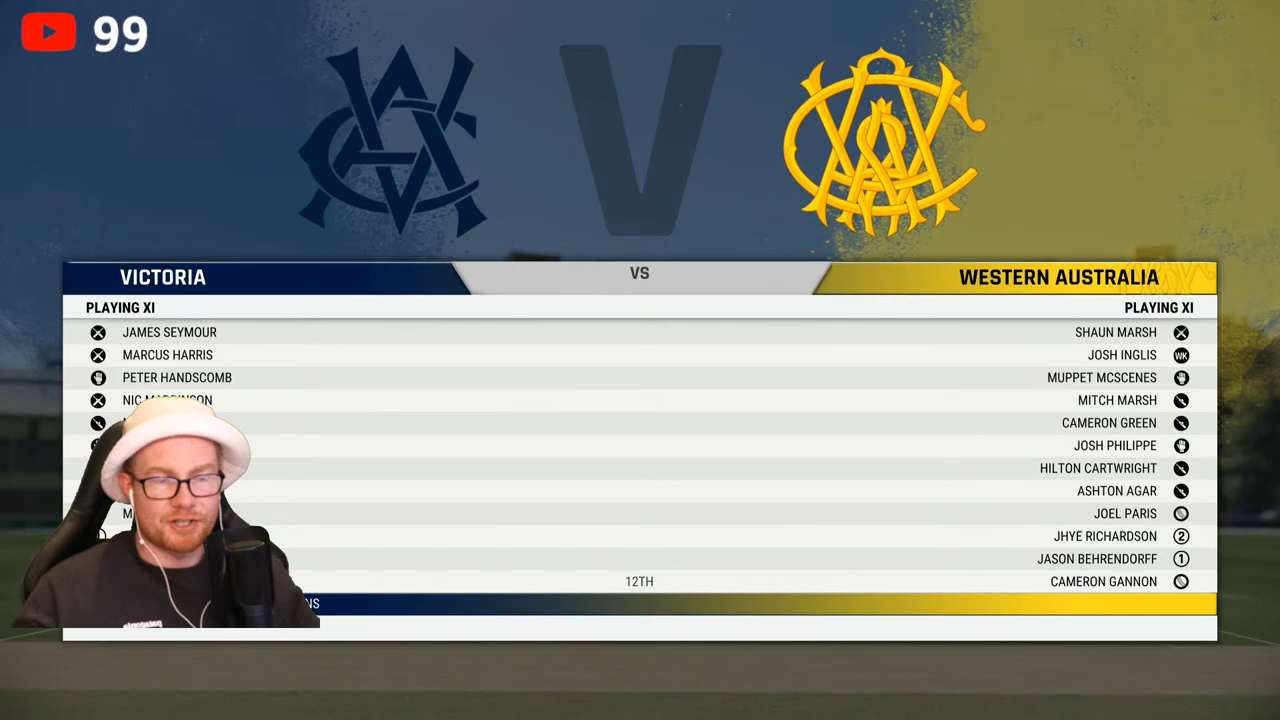 99
V
VICTORIA VS WESTERN AUSTRALIA
PLAYING XI PLAYING XI
JAMES SEYMOUR SHAUN MARSH
MARCUS HARRIS JOSH INGLIS WK
PETER HANDSCOMB MUPPET MCSCENES
NIC MITCH MARSH
CAMERON GREEN
JOSH PHILIPPE
HILTON CARTWRIGHT
ASHTON AGAR
JOEL PARIS
JHYE RICHARDSON 2
JASON BEHRENDORFF 1
12TH CAMERON GANNON